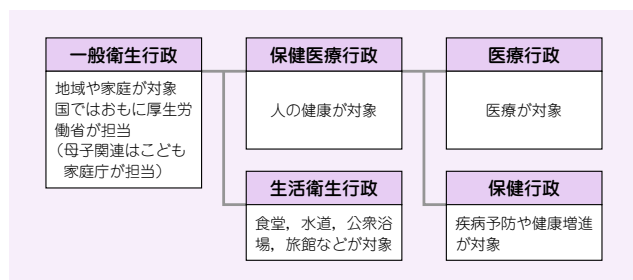 一般衛生行政
地域や家庭が対象
国ではおもに厚生労
働省が担当
（母子関連はこども
家庭庁が担当）
保健医療行政
人の健康が対象
医療行政
医療が対象
生活衛生行政
食堂，水道，公衆浴
場，旅館などが対象
保健行政
疾病予防や健康増進
が対象